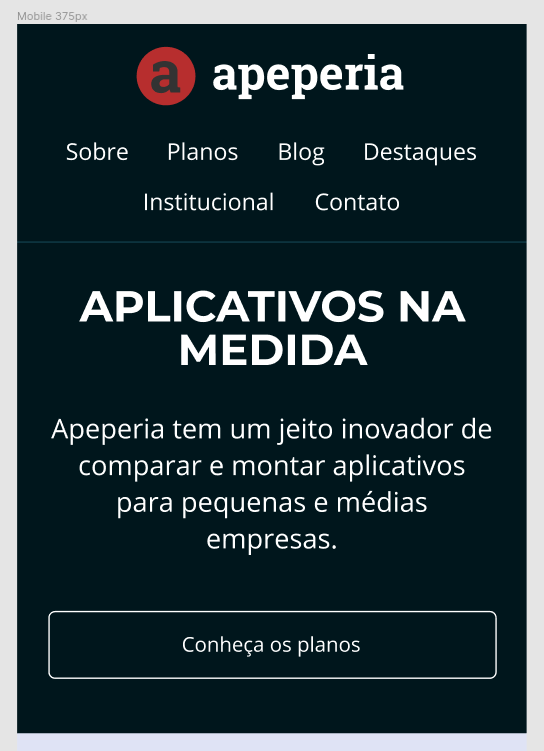 Mobile 375px
a apeperia
Sobre Planos Blog Destaques
Institucional Contato
APLICATIVOS NA
MEDIDA
Apeperia tem um jeito inovador de
comparar e montar aplicativos
para pequenas e médias
empresas.
Conheça os planos